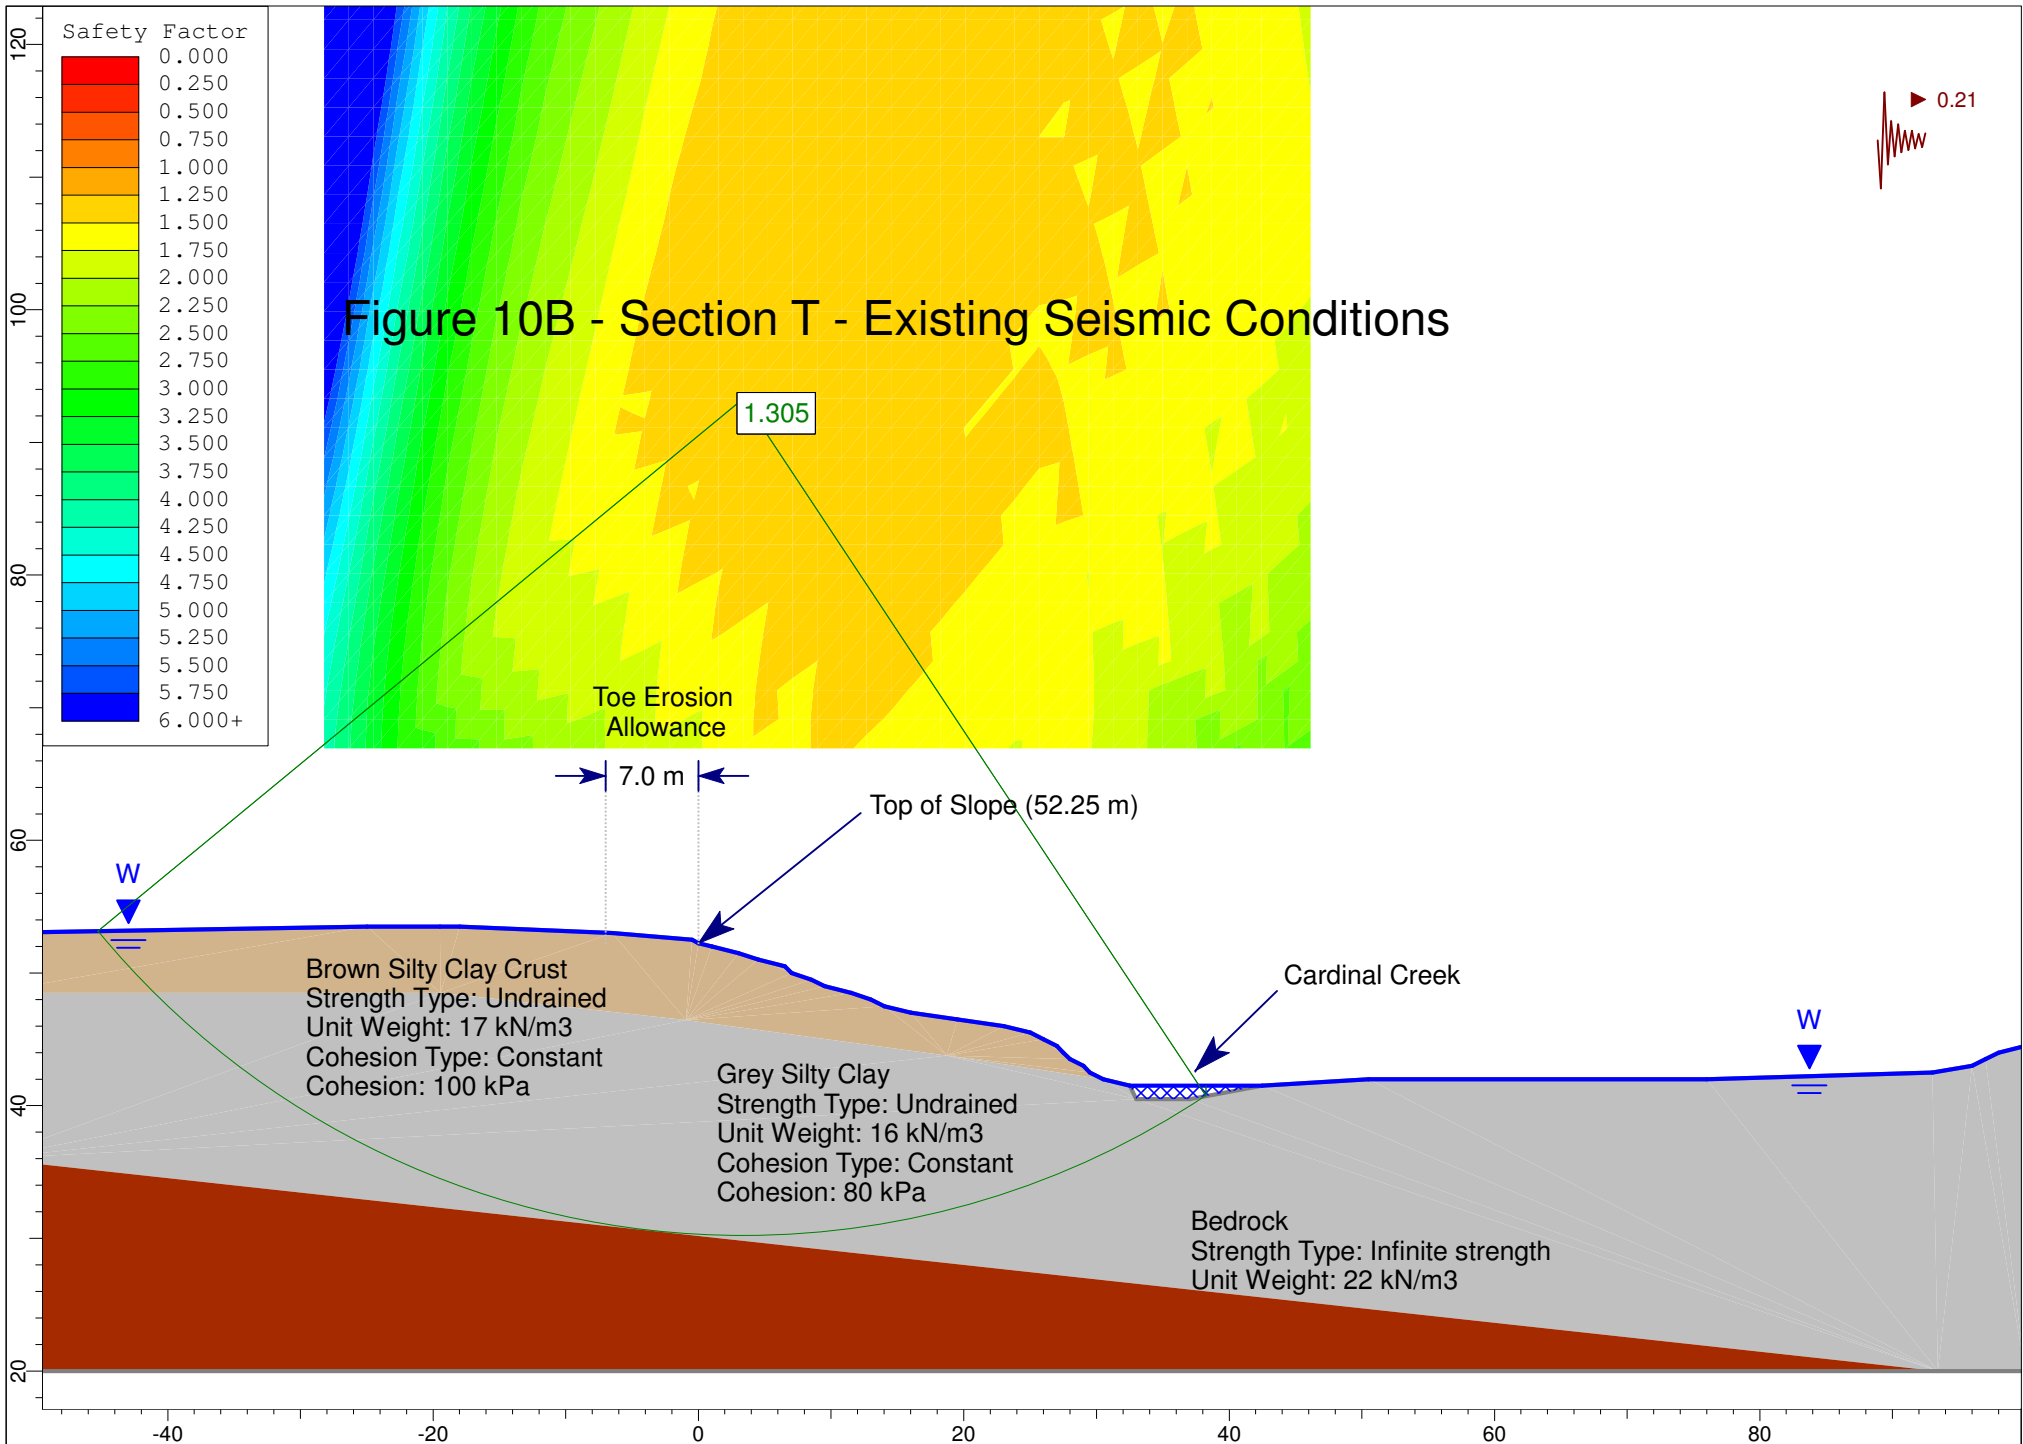 Safety Factor
0.000
0.250
0.500
0.750
1.000
1.250
1.500
1.750
2.000
2.250
2.500
2.750
3.000
3.250
3.500
3.750
4.000
4.250
4.500
4.750
5.000
5.250
5.500
5.750
6.000+
0.21
Figure 10B - Section T - Existing Seismic Conditions
1.305
Toe Erosion
Allowance
7.0 m
Top of Slope (52.25 m)
W
Brown Silty Clay Crust
Strength Type: Undrained
Unit Weight: 17 kN/m3
Cohesion Type: Constant
Cohesion: 100 kPa
Grey Silty Clay
Strength Type: Undrained
Unit Weight: 16 kN/m3
Cohesion Type: Constant
Cohesion: 80 kPa
Cardinal Creek
W
Bedrock
Strength Type: Infinite strength
Unit Weight: 22 kN/m3
120
100
80
60
40
20
-40
-20
0
20
40
60
80